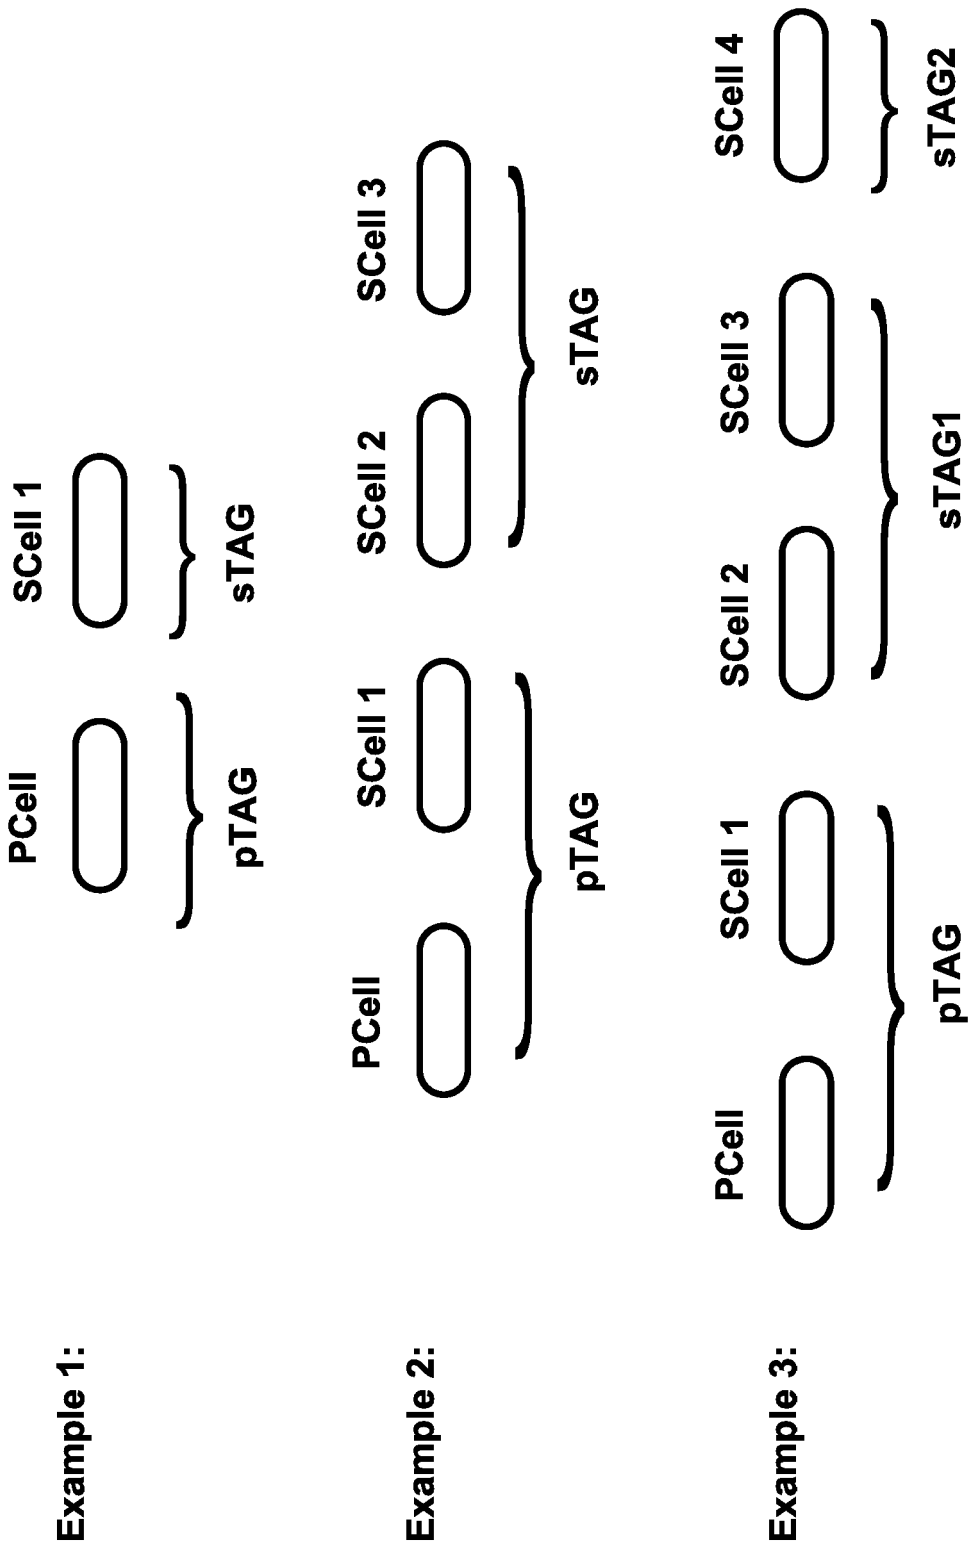 Example 1:
PCell
SCell 1
pTAG
sTAG
Example 2:
PCell
SCell 1
SCell 2
SCell 3
pTAG
sTAG
Example 3:
PCell
SCell 1
SCell 2
SCell 3
SCell 4
pTAG
sTAG1
sTAG2